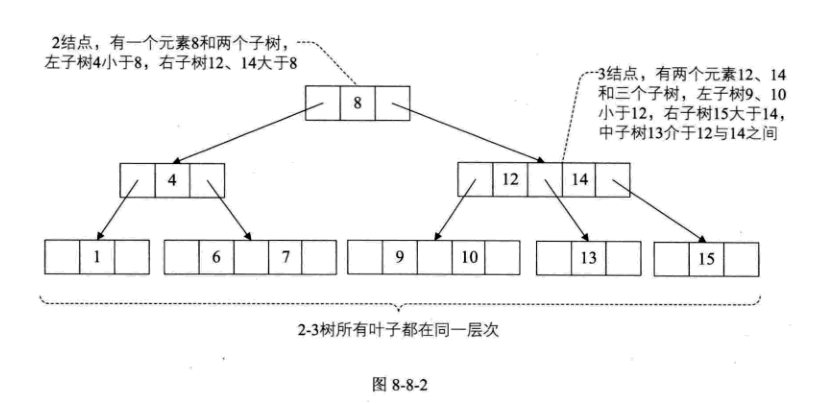 2结点，有一个元素8和两个子树，
左子树4小于8，右子树12、14大于8
3结点，有两个元素12、14
和三个子树，左子树9、10
小于12，右子树15大于14，
中子树13介于12与14之间
8
4
12 14
1
6 7
9 10
13
15
2-3树所有叶子都在同一层次
图 8-8-2